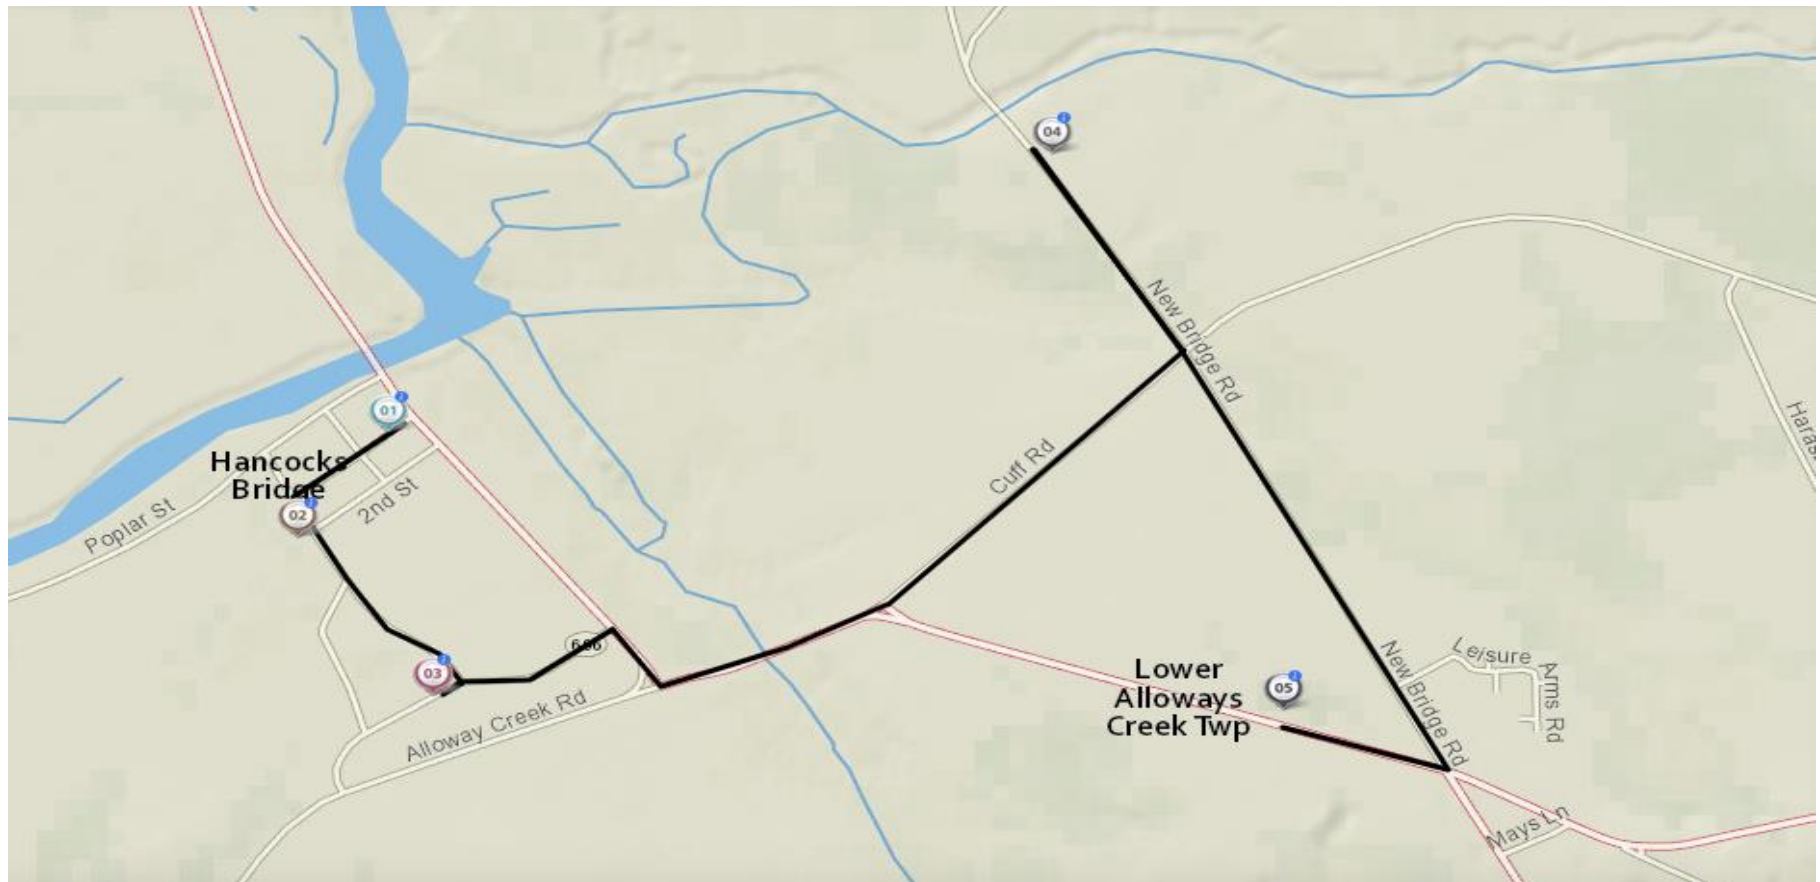 04
New Bridge Rd
01
Hancocks
Bridge
Cuff Rd
2nd St
02
Poplar St
03
Alloway Creek Rd
Lower
Alloways
Creek Twp
05
New Bridge Rd
Leisure
Arms Rd
Mays Ln